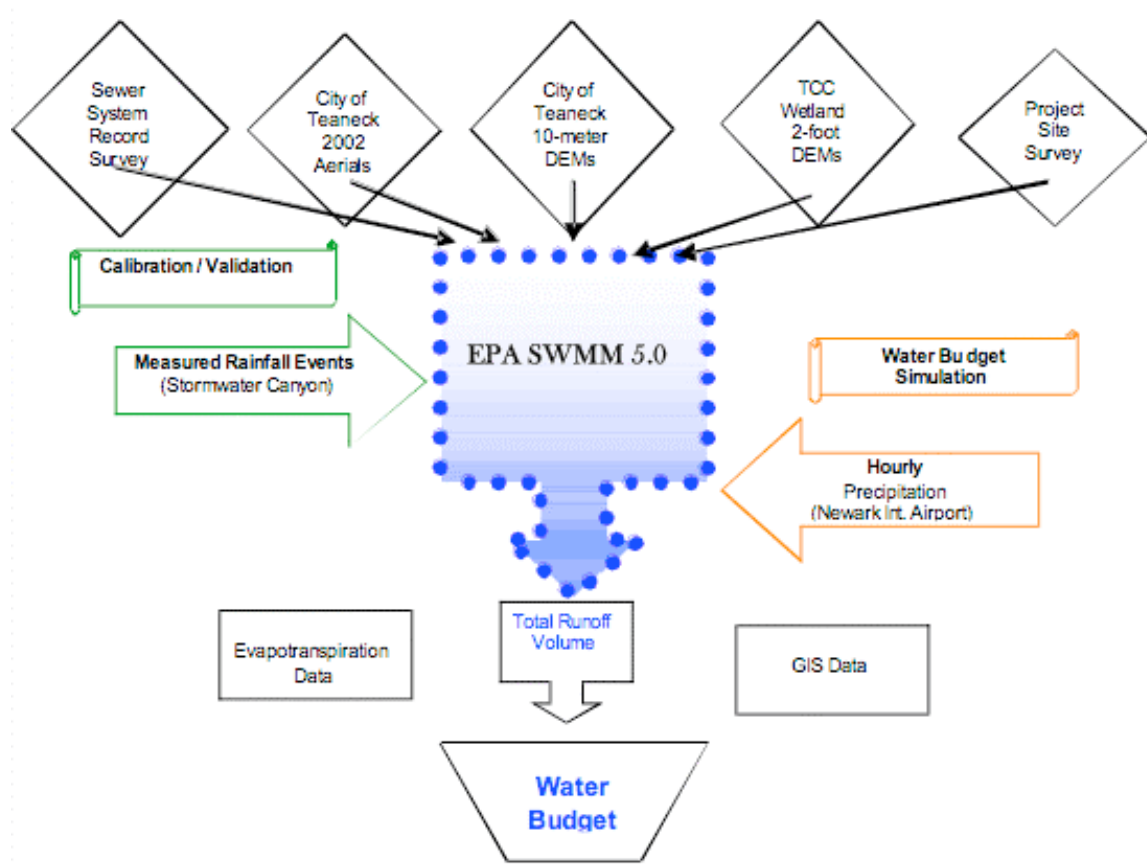 Sewer
System
Record
Survey
City of
Teaneck
2002
Aerials
City of
Teaneck
10-meter
DEMs
TCC
Wetland
2-foot
DEMs
Project
Site
Survey
Calibration / Validation
Measured Rainfall Events
(Stormwater Canyon)
EPA SWMM 5.0
Water Budget
Simulation
Hourly
Precipitation
(Newark Int. Airport)
Evapotranspiration
Data
Total Runoff
Volume
GIS Data
Water
Budget